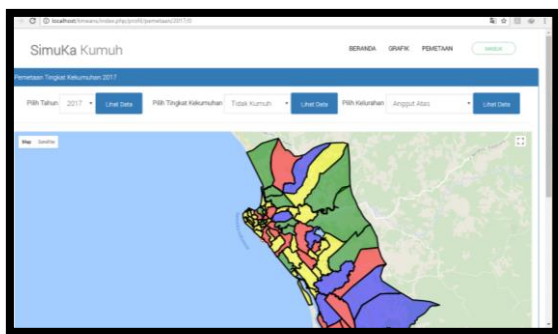 localhost/kmeans/index.php/profil/pemetaan/2017/0
SimuKa Kumuh
BERANDA GRAFIK PEMETAAN
Pemetaan Tingkat Kekumuhan 2017
Pilih Tahun 2017 Lihat Data Pilih Tingkat Kekumuhan Tidak Kumuh Lihat Data Pilih Kelurahan Anggut Atas Lihat Data
Map Satellite